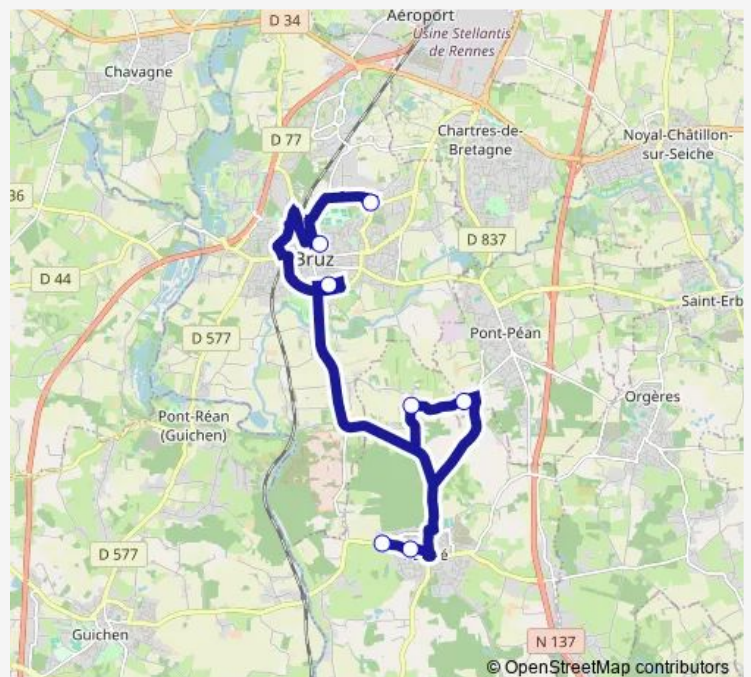 Aéroport
D 34
Usine Stellantis
de Rennes
Chavagne
D 77
Chartres-de-
Bretagne
Noyal-Châtillon-
sur-Seiche
36
D 837
Bruz
D 44
Saint-Erb
D 577
Pont-Péan
Orgères
Pont-Réan
(Guichen)
D 577
Guichen
N 137
© OpenStreetMap contributors